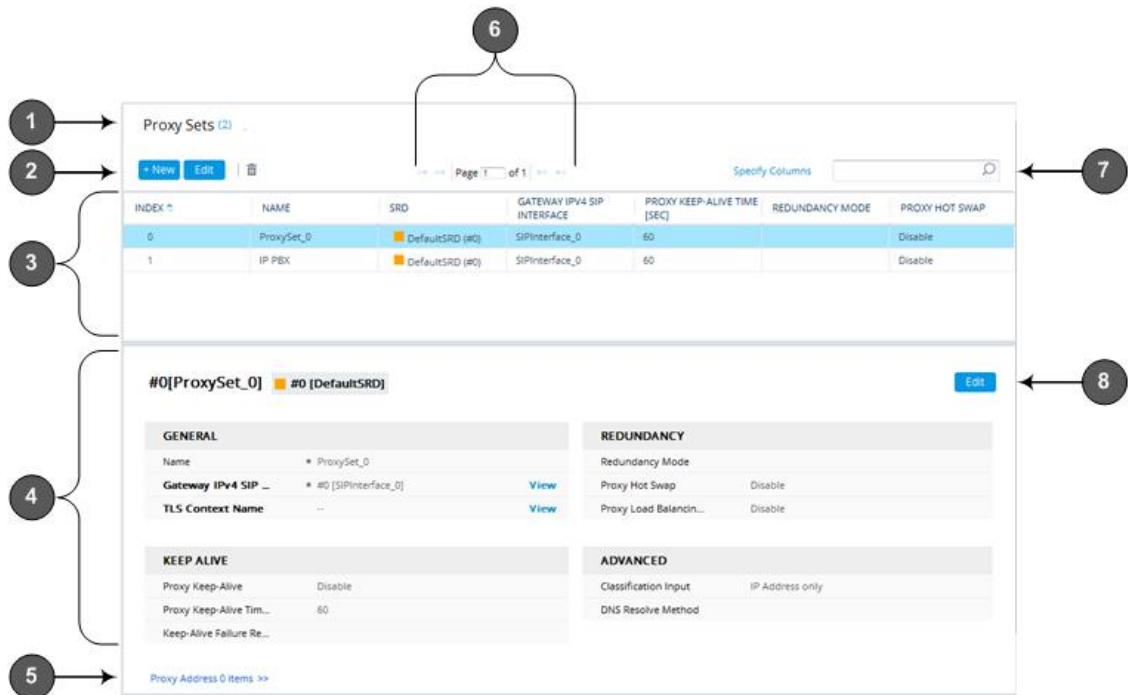 6
1
Proxy Sets (2)
2
+ New Edit Page 1 of 1 Specify Columns
7
INDEX NAME SRD GATEWAY IPV4 SIP INTERFACE PROXY KEEP-ALIVE TIME [SEC] REDUNDANCY MODE PROXY HOT SWAP
0 ProxySet_0 DefaultSRD (#0) SIPInterface_0 60 Disable
1 IP PBX DefaultSRD (#0) SIPInterface_0 60 Disable
3
#0[ProxySet_0] #0 [DefaultSRD] Edit
8
4
GENERAL
Name ProxySet_0
Gateway IPv4 SIP ... #0 [SIPInterface_0] View
TLS Context Name -- View
REDUNDANCY
Redundancy Mode
Proxy Hot Swap Disable
Proxy Load Balancin... Disable
KEEP ALIVE
Proxy Keep-Alive Disable
Proxy Keep-Alive Tim... 60
Keep-Alive Failure Re...
ADVANCED
Classification Input IP Address only
DNS Resolve Method
5
Proxy Address 0 items >>